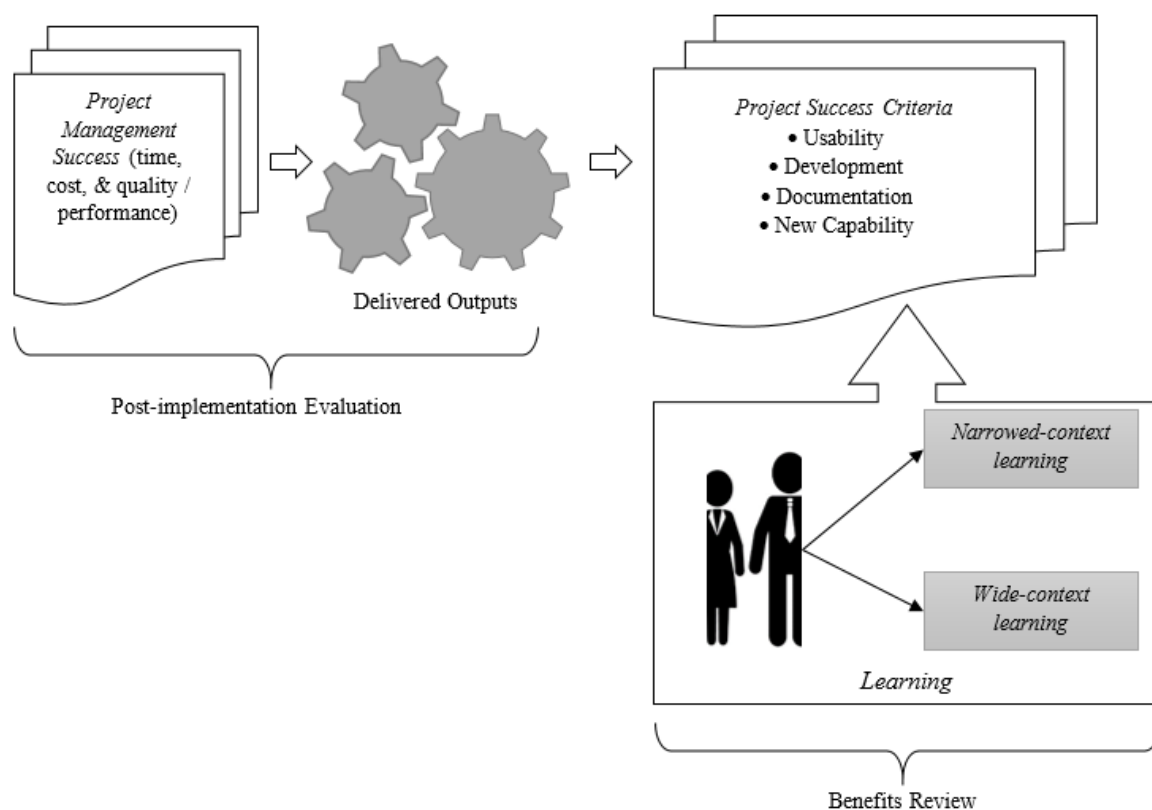 Project
Management
Success (time,
cost, & quality /
performance)
Delivered Outputs
Post-implementation Evaluation
Project Success Criteria
• Usability
• Development
• Documentation
• New Capability
Narrowed-context
learning
Wide-context
learning
Learning
Benefits Review